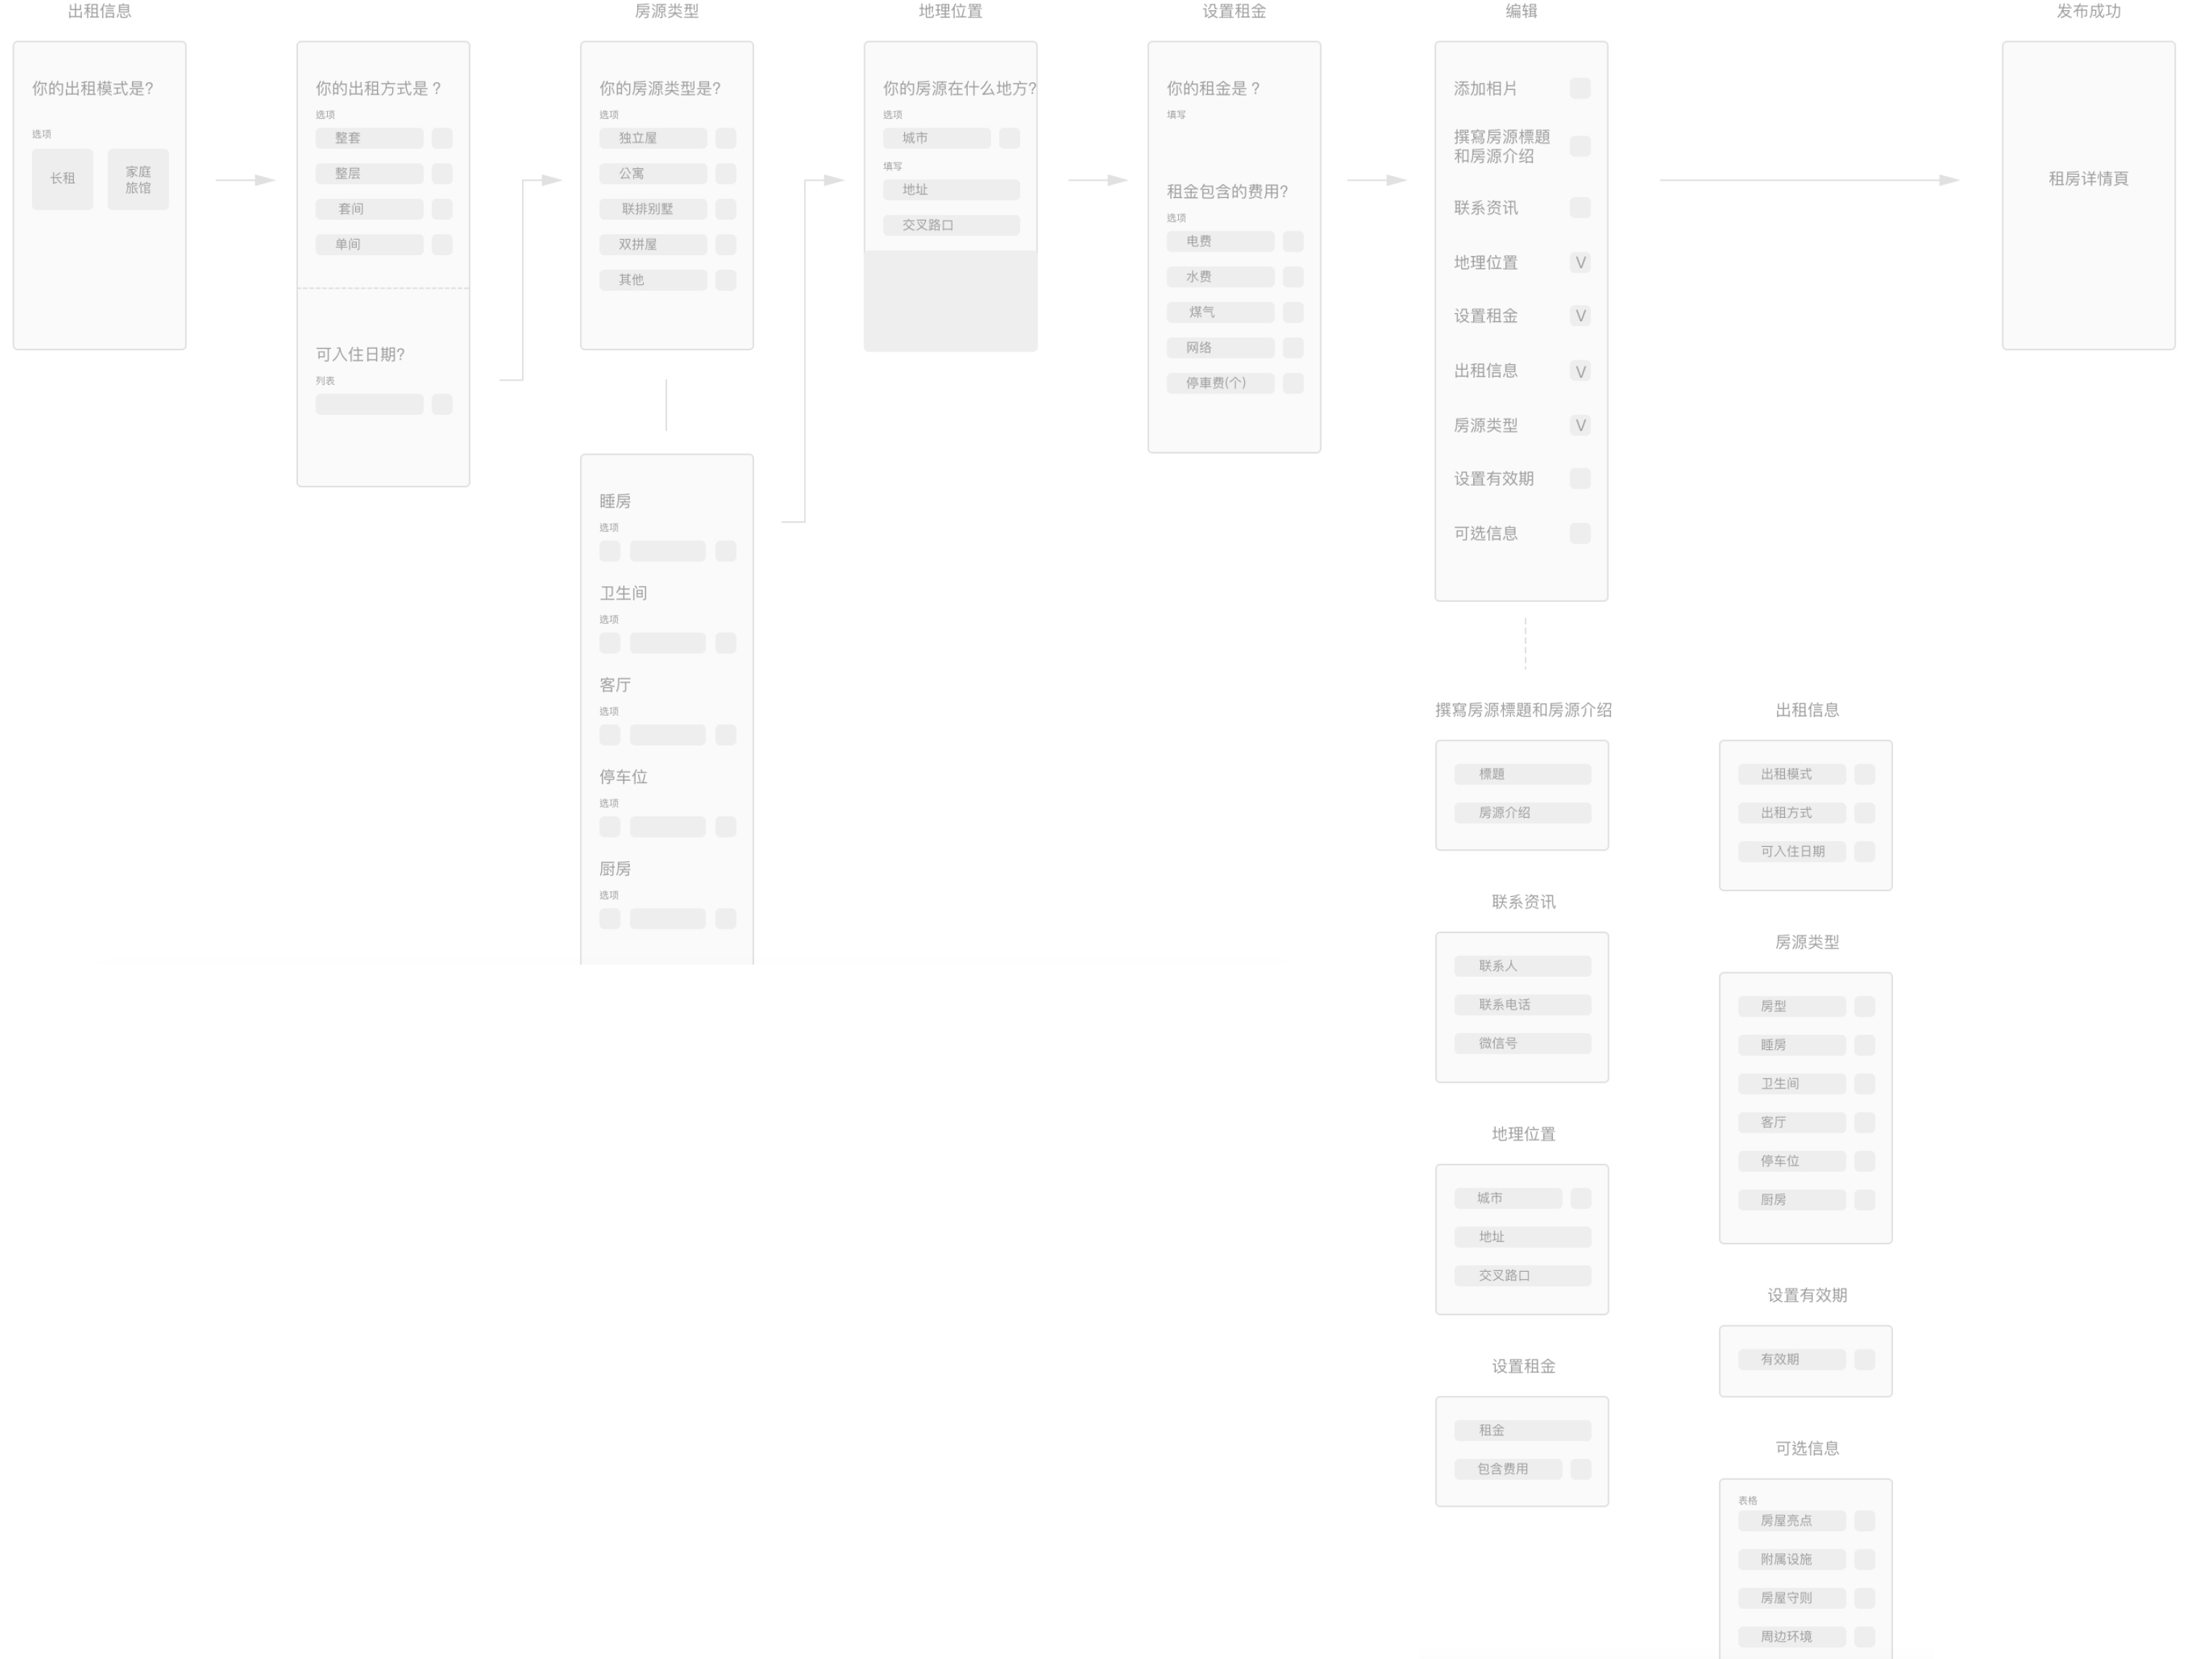 出租信息
房源类型
地理位置
设置租金
编辑
发布成功
你的出租模式是?
选项
长租
家庭
旅馆
你的出租方式是？
选项
整套
整层
套间
单间
可入住日期?
列表
你的房源类型是?
选项
独立屋
公寓
联排别墅
双拼屋
其他
睡房
选项
卫生间
选项
客厅
选项
停车位
选项
厨房
选项
你的房源在什么地方?
选项
城市
填写
地址
交叉路口
你的租金是？
填写
租金包含的费用?
选项
电费
水费
煤气
网络
停車费(个)
添加相片
撰寫房源標題
和房源介绍
联系资讯
地理位置 V
设置租金 V
出租信息 V
房源类型 V
设置有效期
可选信息
租房详情頁
撰寫房源標題和房源介绍
標題
房源介绍
联系资讯
联系人
联系电话
微信号
地理位置
城市
地址
交叉路口
设置租金
租金
包含费用
出租信息
出租模式
出租方式
可入住日期
房源类型
房型
睡房
卫生间
客厅
停车位
厨房
设置有效期
有效期
可选信息
表格
房屋亮点
附属设施
房屋守则
周边环境